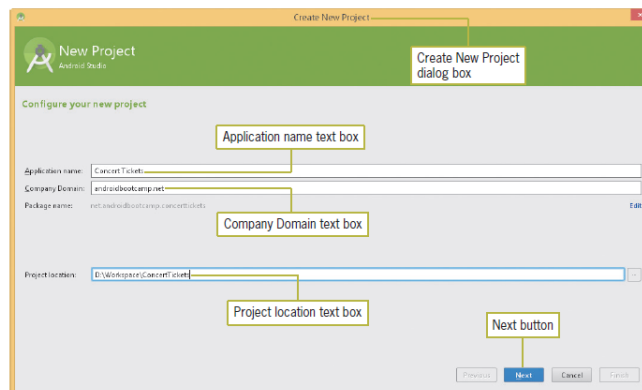 Create New Project
New Project
Android Studio
Create New Project
dialog box
Configure your new project
Application name text box
Application name: Concert Tickets
Company Domain: androidbootcamp.net
Package name: net.androidbootcamp.concerttickets Edit
Company Domain text box
Project location: D:\Workspace\ConcertTickets
Project location text box
Next button
Previous Next Cancel Finish